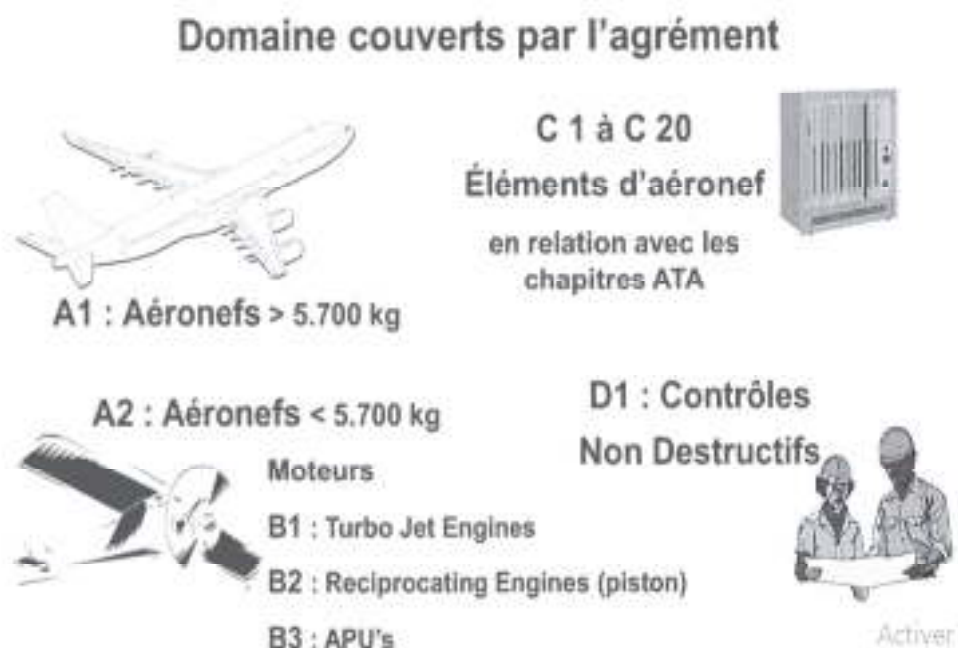 Domaine couverts par l'agrément
C 1 à C 20
Éléments d'aéronef
en relation avec les
chapitres ATA
A1 : Aéronefs > 5.700 kg
A2 : Aéronefs < 5.700 kg
D1 : Contrôles
Non Destructifs
Moteurs
B1 : Turbo Jet Engines
B2 : Reciprocating Engines (piston)
B3 : APU's
Activer